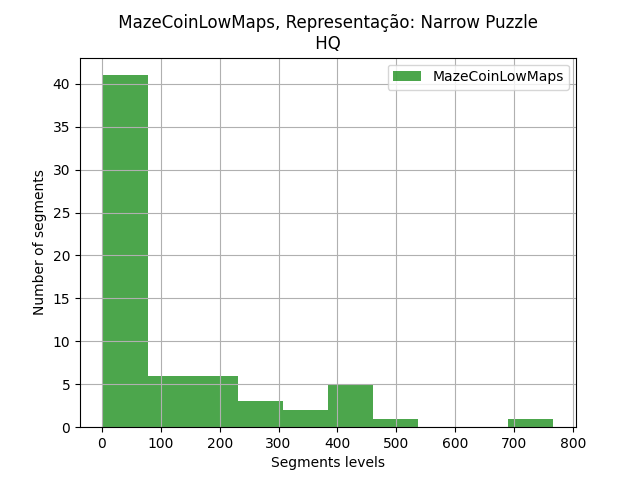 MazeCoinLowMaps, Representação: Narrow Puzzle
HQ
MazeCoinLowMaps
40
35
30
25
20
15
10
5
0
Number of segments
0 100 200 300 400 500 600 700 800
Segments levels